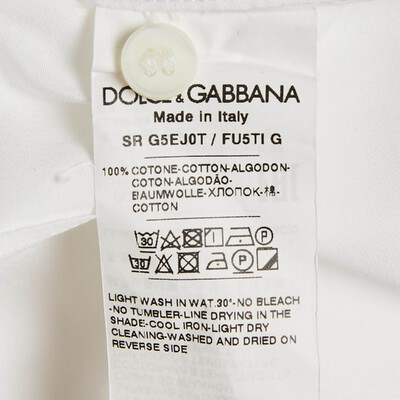 DOLCE & GABBANA
Made in Italy
SR G5EJ0T / FU5TI G
100% COTONE-COTTON-ALGODON-
COTON-ALGODÃO-
BAUMWOLLE-ХЛОПОК-棉-
COTTON
30 P
30 P
LIGHT WASH IN WAT.30°-NO BLEACH
-NO TUMBLER-LINE DRYING IN THE
SHADE-COOL IRON-LIGHT DRY
CLEANING-WASHED AND DRIED ON
REVERSE SIDE